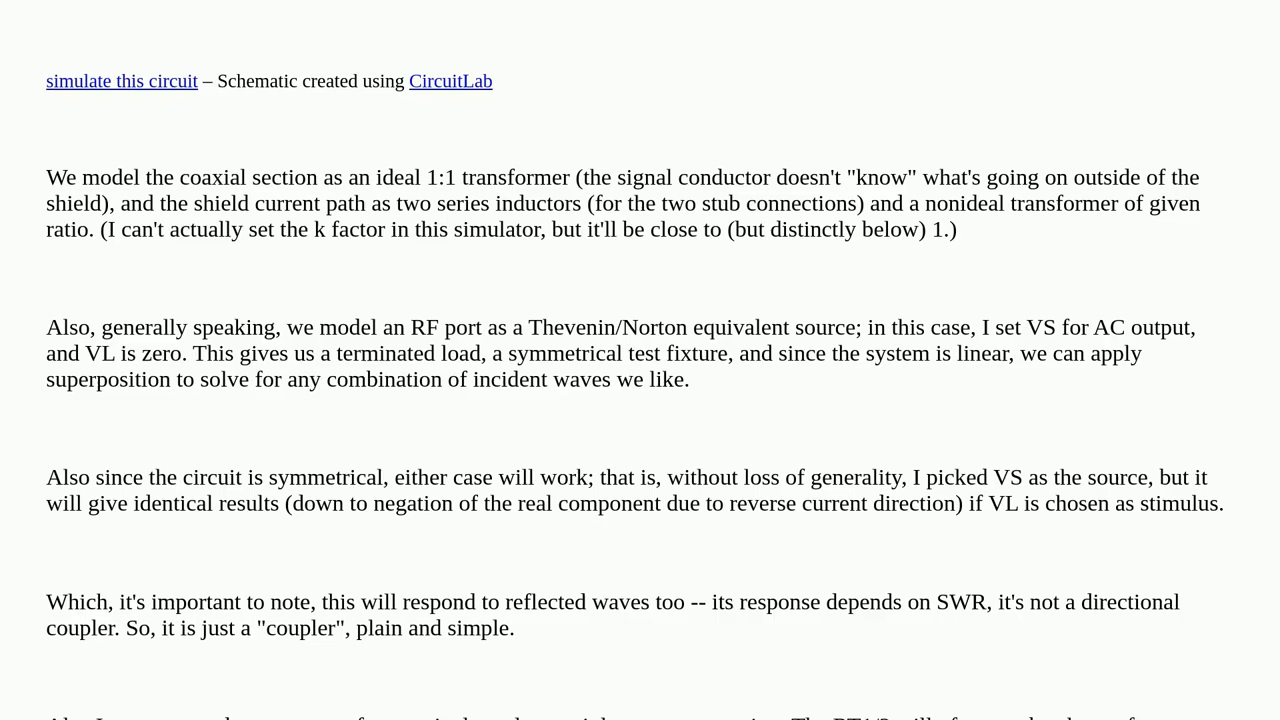 simulate this circuit – Schematic created using CircuitLab
We model the coaxial section as an ideal 1:1 transformer (the signal conductor doesn't "know" what's going on outside of the
shield), and the shield current path as two series inductors (for the two stub connections) and a nonideal transformer of given
ratio. (I can't actually set the k factor in this simulator, but it'll be close to (but distinctly below) 1.)
Also, generally speaking, we model an RF port as a Thevenin/Norton equivalent source; in this case, I set VS for AC output,
and VL is zero. This gives us a terminated load, a symmetrical test fixture, and since the system is linear, we can apply
superposition to solve for any combination of incident waves we like.
Also since the circuit is symmetrical, either case will work; that is, without loss of generality, I picked VS as the source, but it
will give identical results (down to negation of the real component due to reverse current direction) if VL is chosen as stimulus.
Which, it's important to note, this will respond to reflected waves too -- its response depends on SWR, it's not a directional
coupler. So, it is just a "coupler", plain and simple.